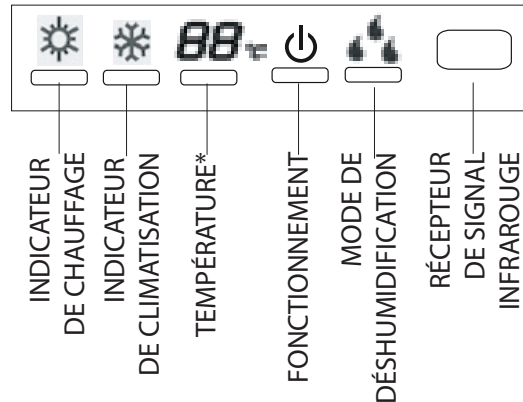 88 °C
INDICATEUR
DE CHAUFFAGE
INDICATEUR
DE CLIMATISATION
TEMPÉRATURE*
FONCTIONNEMENT
MODE DE
DÉSHUMIDIFICATION
RÉCEPTEUR
DE SIGNAL
INFRAROUGE